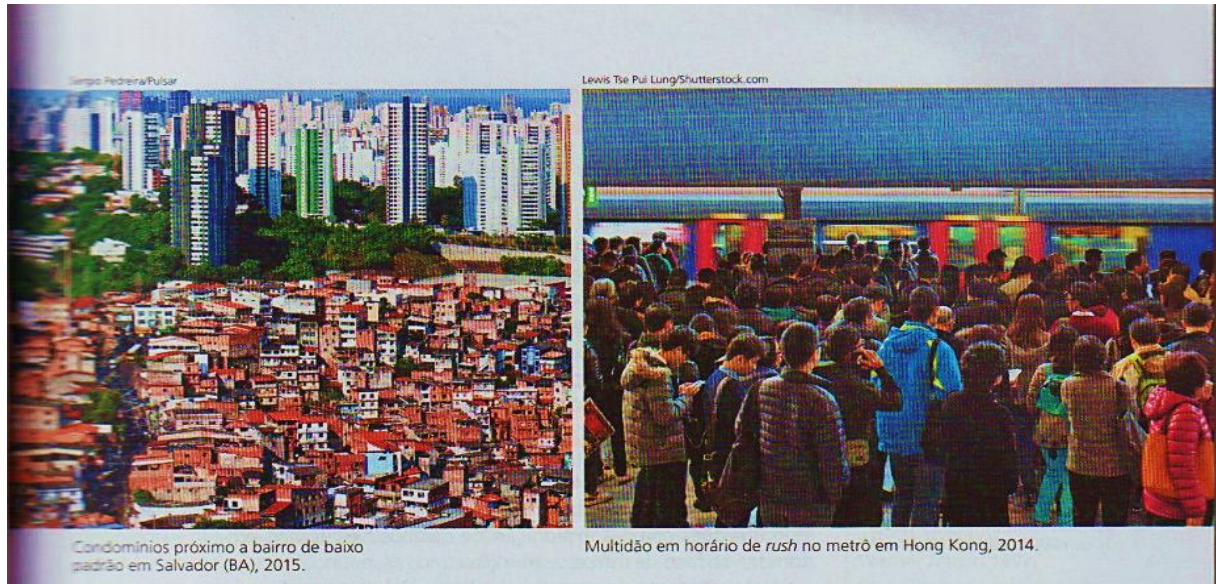 Sergio Pedreira/Pulsar
Lewis Tse Pui Lung/Shutterstock.com
Condomínios próximo a bairro de baixo
padrão em Salvador (BA), 2015.
Multidão em horário de rush no metrô em Hong Kong, 2014.